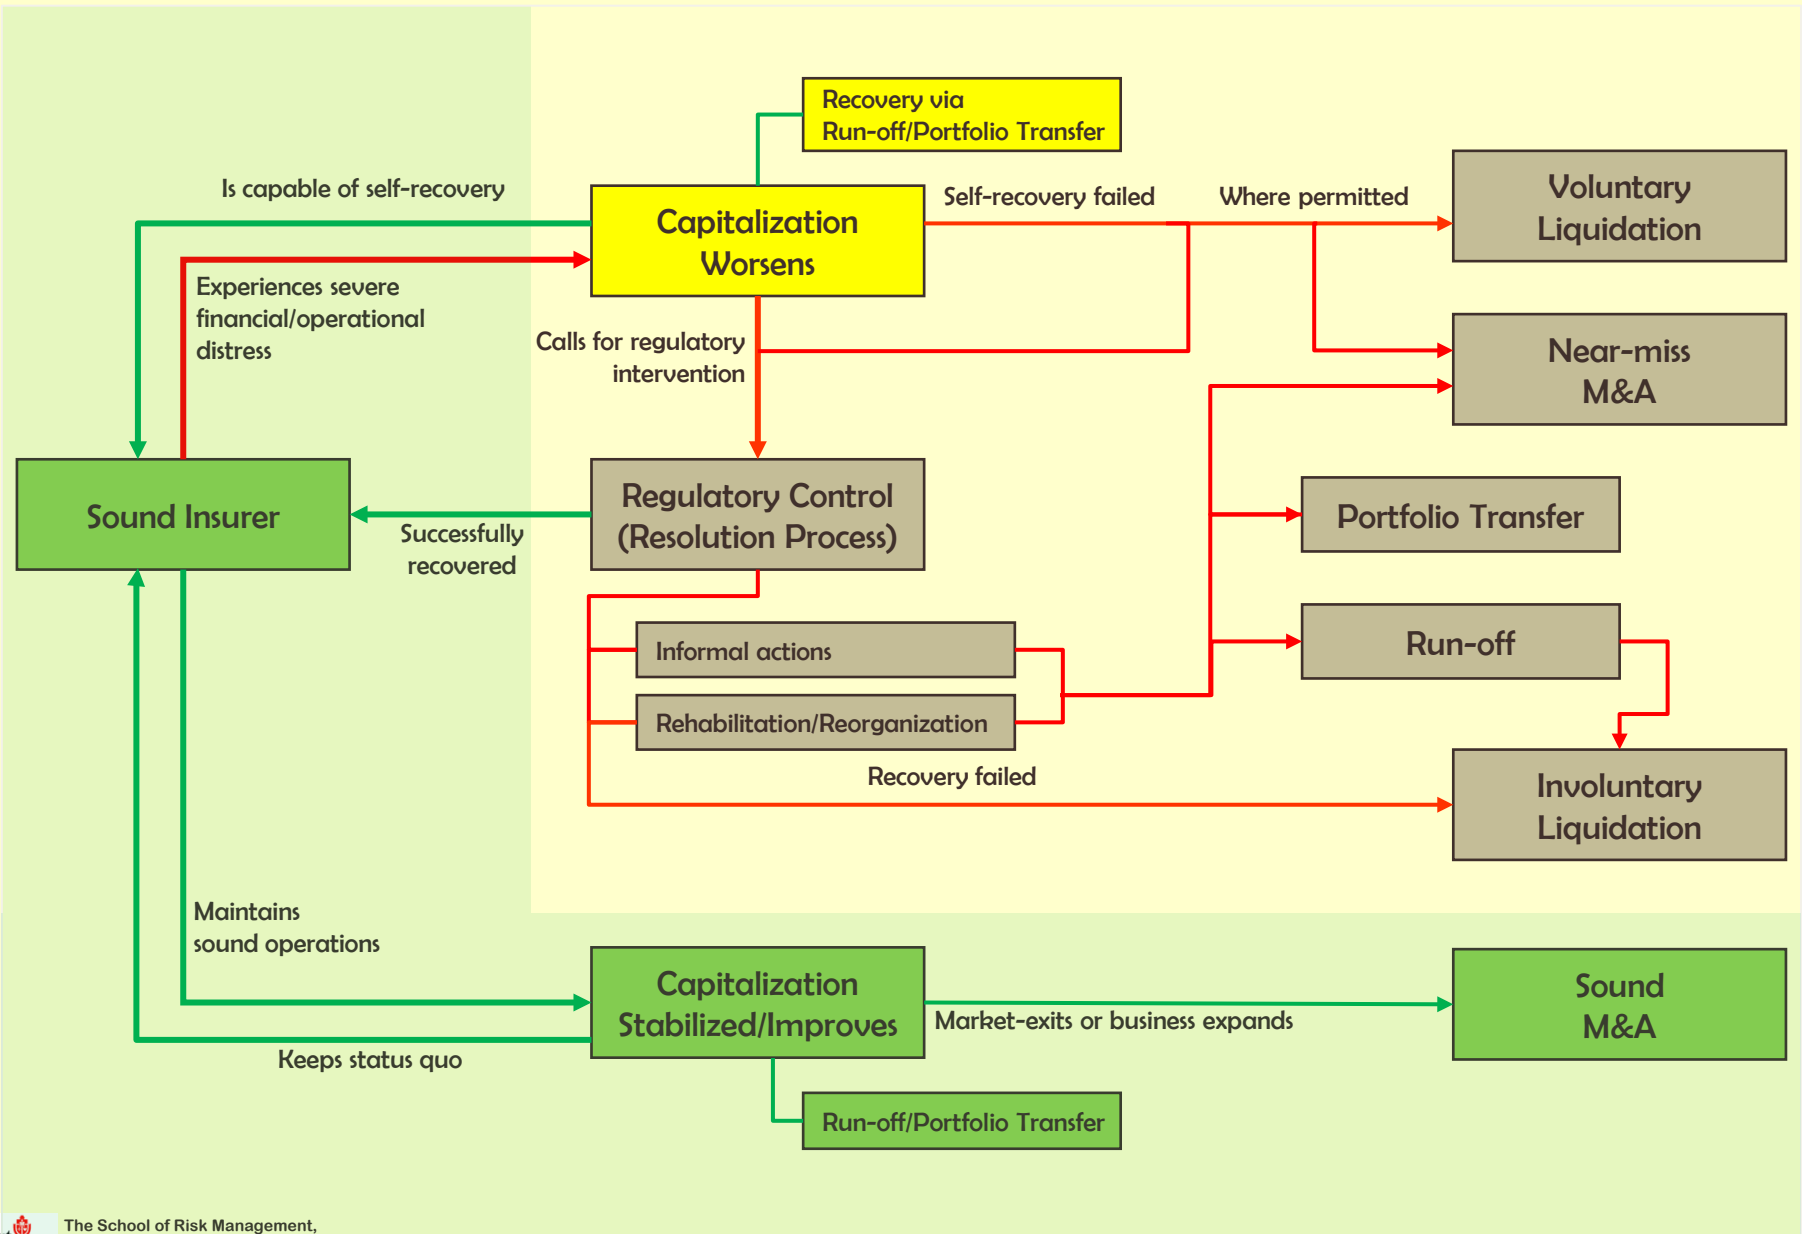 Recovery via
Run-off/Portfolio Transfer
Is capable of self-recovery
Capitalization
Worsens
Self-recovery failed
Where permitted
Voluntary
Liquidation
Experiences severe
financial/operational
distress
Calls for regulatory
intervention
Near-miss
M&A
Sound Insurer
Successfully
recovered
Regulatory Control
(Resolution Process)
Portfolio Transfer
Informal actions
Run-off
Rehabilitation/Reorganization
Recovery failed
Involuntary
Liquidation
Maintains
sound operations
Capitalization
Stabilized/Improves
Market-exits or business expands
Sound
M&A
Keeps status quo
Run-off/Portfolio Transfer
The School of Risk Management,